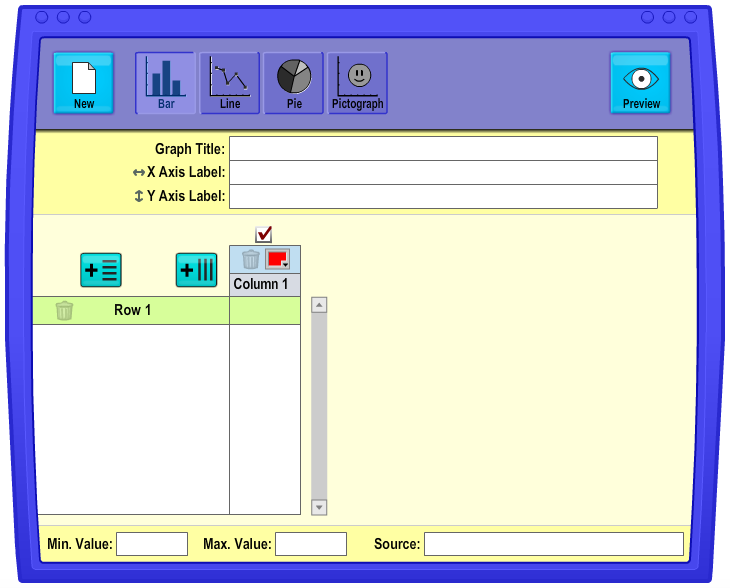 New
Bar
Line
Pie
Pictograph
Preview
Graph Title:
X Axis Label:
Y Axis Label:
Column 1
Row 1
Min. Value:
Max. Value:
Source: